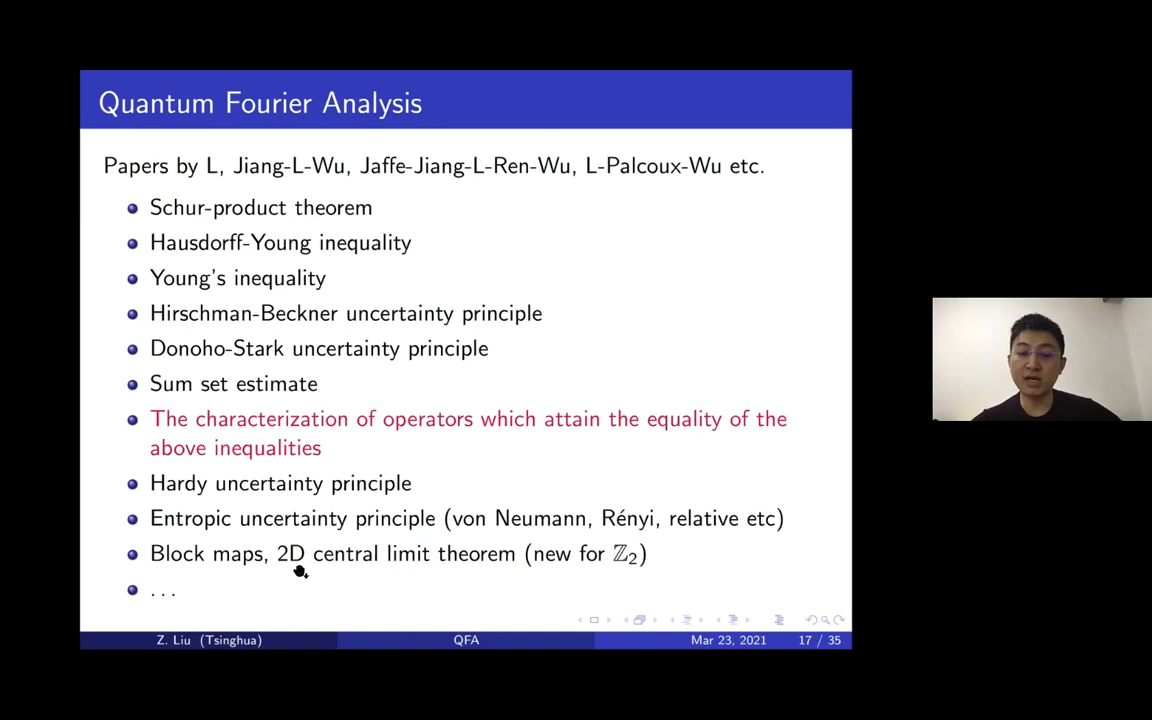 Quantum Fourier Analysis
Papers by L, Jiang-L-Wu, Jaffe-Jiang-L-Ren-Wu, L-Palcoux-Wu etc.
Schur-product theorem
Hausdorff-Young inequality
Young's inequality
Hirschman-Beckner uncertainty principle
Donoho-Stark uncertainty principle
Sum set estimate
The characterization of operators which attain the equality of the
above inequalities
Hardy uncertainty principle
Entropic uncertainty principle (von Neumann, Rényi, relative etc)
Block maps, 2D central limit theorem (new for ℤ₂)
. . .
Z. Liu (Tsinghua) QFA Mar 23, 2021 17 / 35